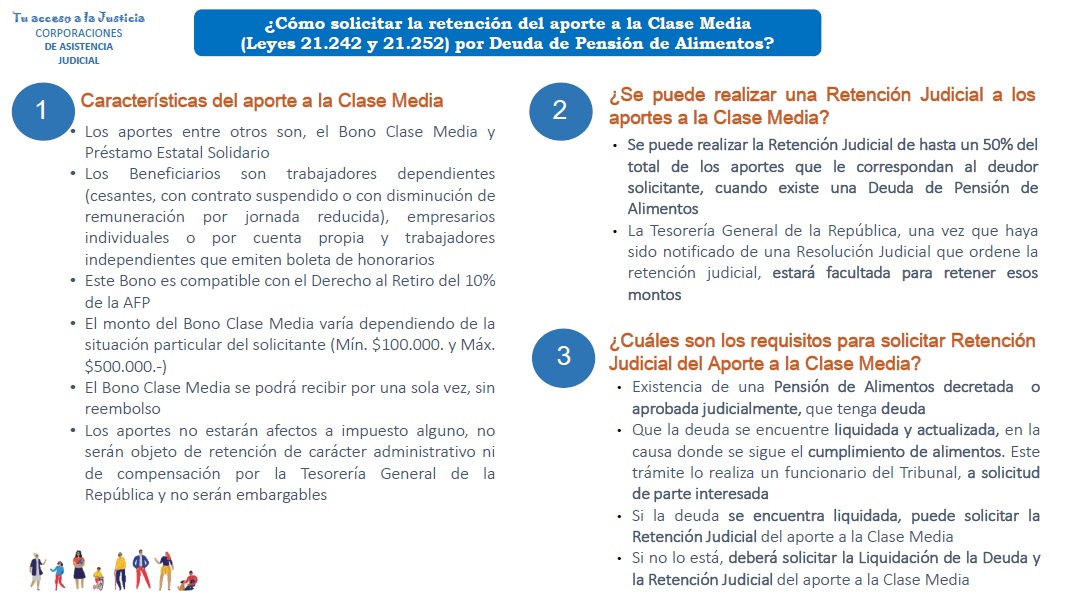 Tu acceso a la Justicia
CORPORACIONES
DE ASISTENCIA
JUDICIAL
¿Cómo solicitar la retención del aporte a la Clase Media
(Leyes 21.242 y 21.252) por Deuda de Pensión de Alimentos?
1
Características del aporte a la Clase Media
• Los aportes entre otros son, el Bono Clase Media y
Préstamo Estatal Solidario
• Los Beneficiarios son trabajadores dependientes
(cesantes, con contrato suspendido o con disminución de
remuneración por jornada reducida), empresarios
individuales o por cuenta propia y trabajadores
independientes que emiten boleta de honorarios
• Este Bono es compatible con el Derecho al Retiro del 10%
de la AFP
• El monto del Bono Clase Media varía dependiendo de la
situación particular del solicitante (Mín. $100.000. y Máx.
$500.000.-)
• El Bono Clase Media se podrá recibir por una sola vez, sin
reembolso
• Los aportes no estarán afectos a impuesto alguno, no
serán objeto de retención de carácter administrativo ni
de compensación por la Tesorería General de la
República y no serán embargables
2
¿Se puede realizar una Retención Judicial a los
aportes a la Clase Media?
• Se puede realizar la Retención Judicial de hasta un 50% del
total de los aportes que le correspondan al deudor
solicitante, cuando existe una Deuda de Pensión de
Alimentos
• La Tesorería General de la República, una vez que haya
sido notificado de una Resolución Judicial que ordene la
retención judicial, estará facultada para retener esos
montos
3
¿Cuáles son los requisitos para solicitar Retención
Judicial del Aporte a la Clase Media?
• Existencia de una Pensión de Alimentos decretada o
aprobada judicialmente, que tenga deuda
• Que la deuda se encuentre liquidada y actualizada, en la
causa donde se sigue el cumplimiento de alimentos. Este
trámite lo realiza un funcionario del Tribunal, a solicitud
de parte interesada
• Si la deuda se encuentra liquidada, puede solicitar la
Retención Judicial del aporte a la Clase Media
• Si no lo está, deberá solicitar la Liquidación de la Deuda y
la Retención Judicial del aporte a la Clase Media